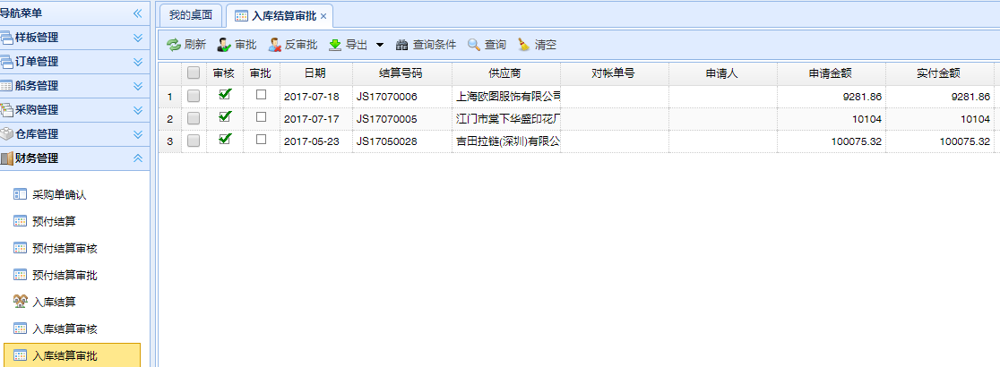 导航菜单
样板管理
订单管理
船务管理
采购管理
仓库管理
财务管理
采购单确认
预付结算
预付结算审核
预付结算审批
入库结算
入库结算审核
入库结算审批
我的桌面 入库结算审批
刷新 审批 反审批 导出 查询条件 查询 清空
审核 审批 日期 结算号码 供应商 对帐单号 申请人 申请金额 实付金额
1 2017-07-18 JS17070006 上海欧图服饰有限公司 9281.86 9281.86
2 2017-07-17 JS17070005 江门市棠下华盛印花厂 10104 10104
3 2017-05-23 JS17050028 吉田拉链(深圳)有限公 100075.32 100075.32